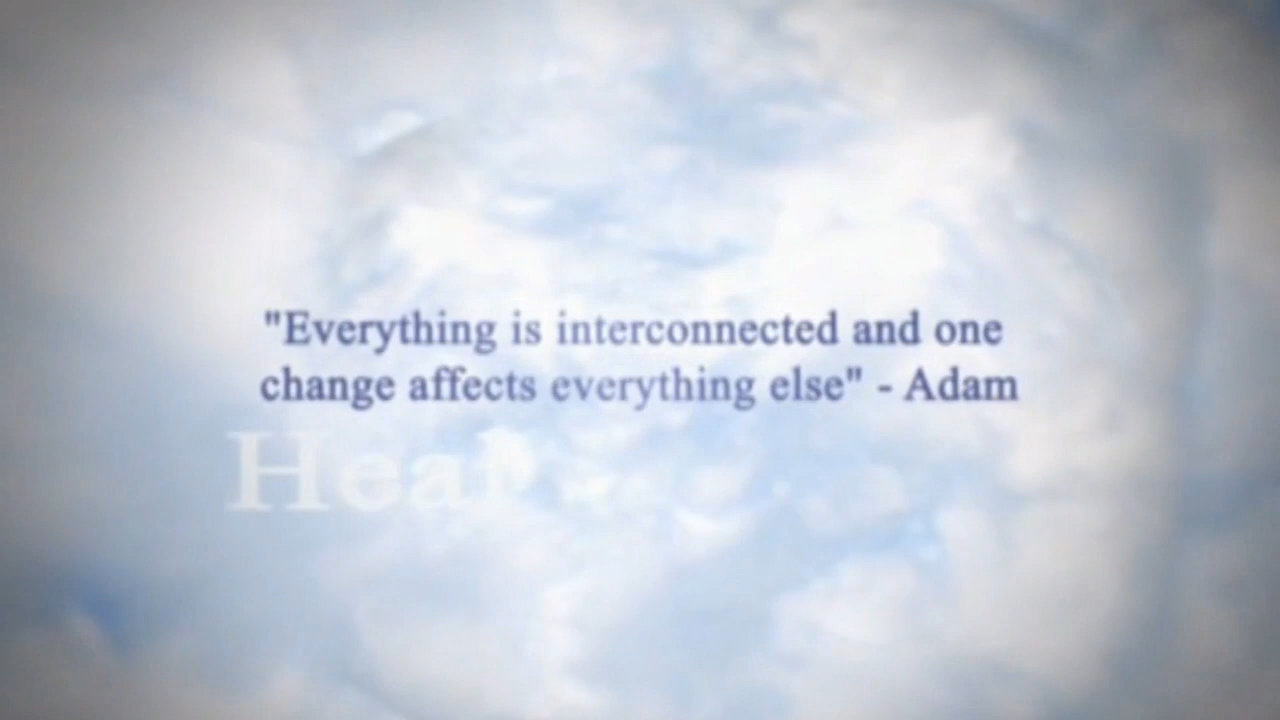 "Everything is interconnected and one
change affects everything else" - Adam